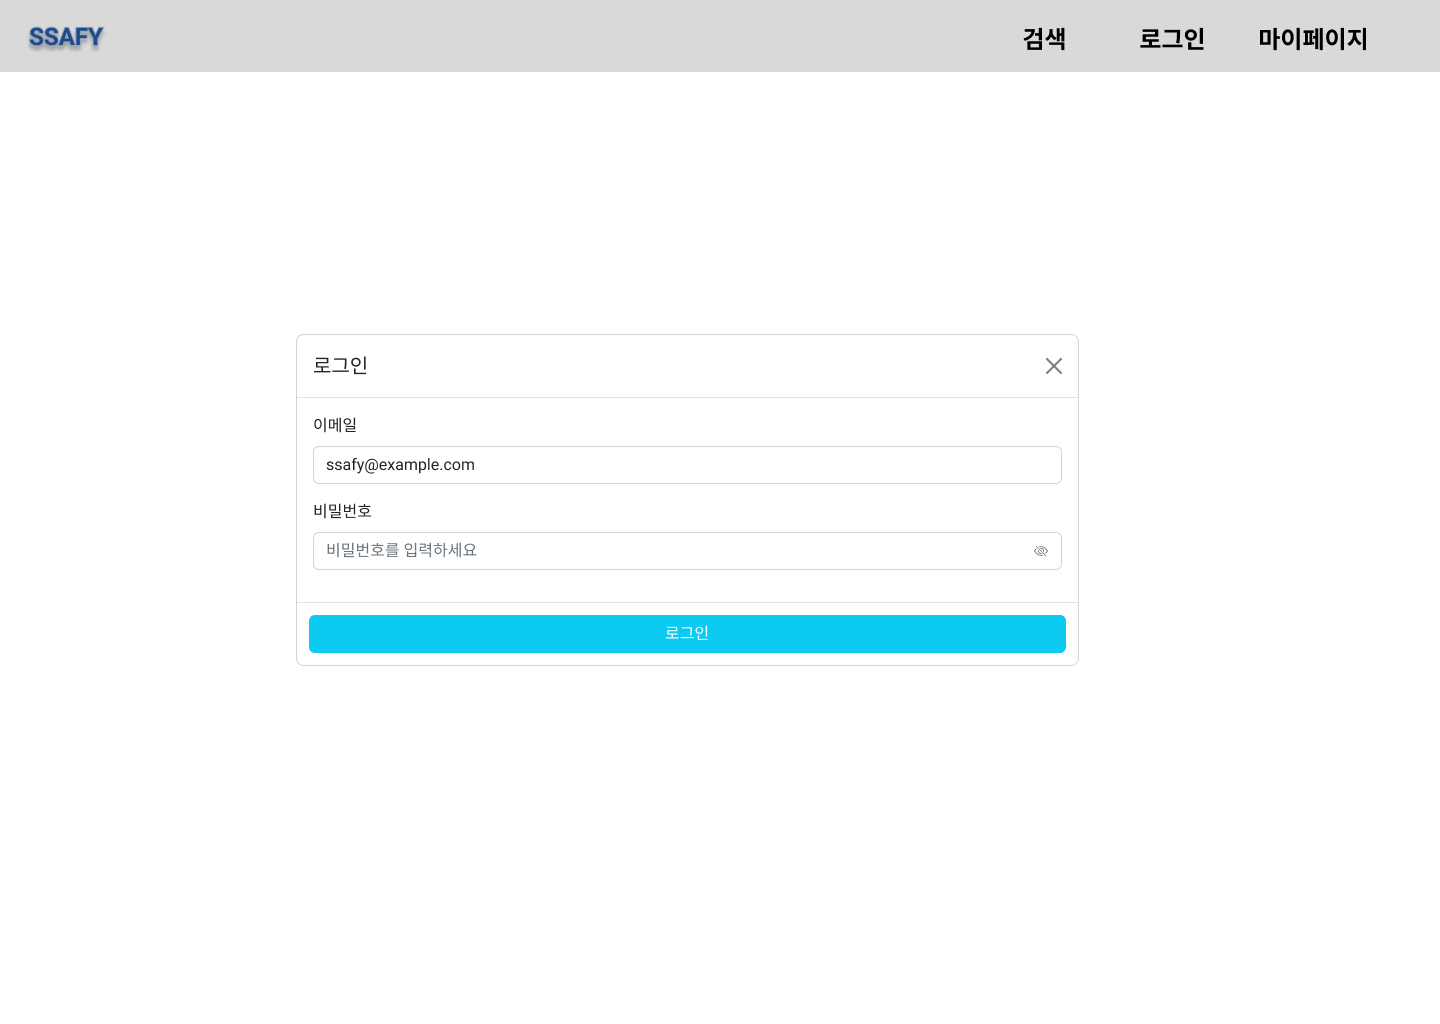 SSAFY 검색 로그인 마이페이지
로그인
이메일
ssafy@example.com
비밀번호
비밀번호를 입력하세요
로그인